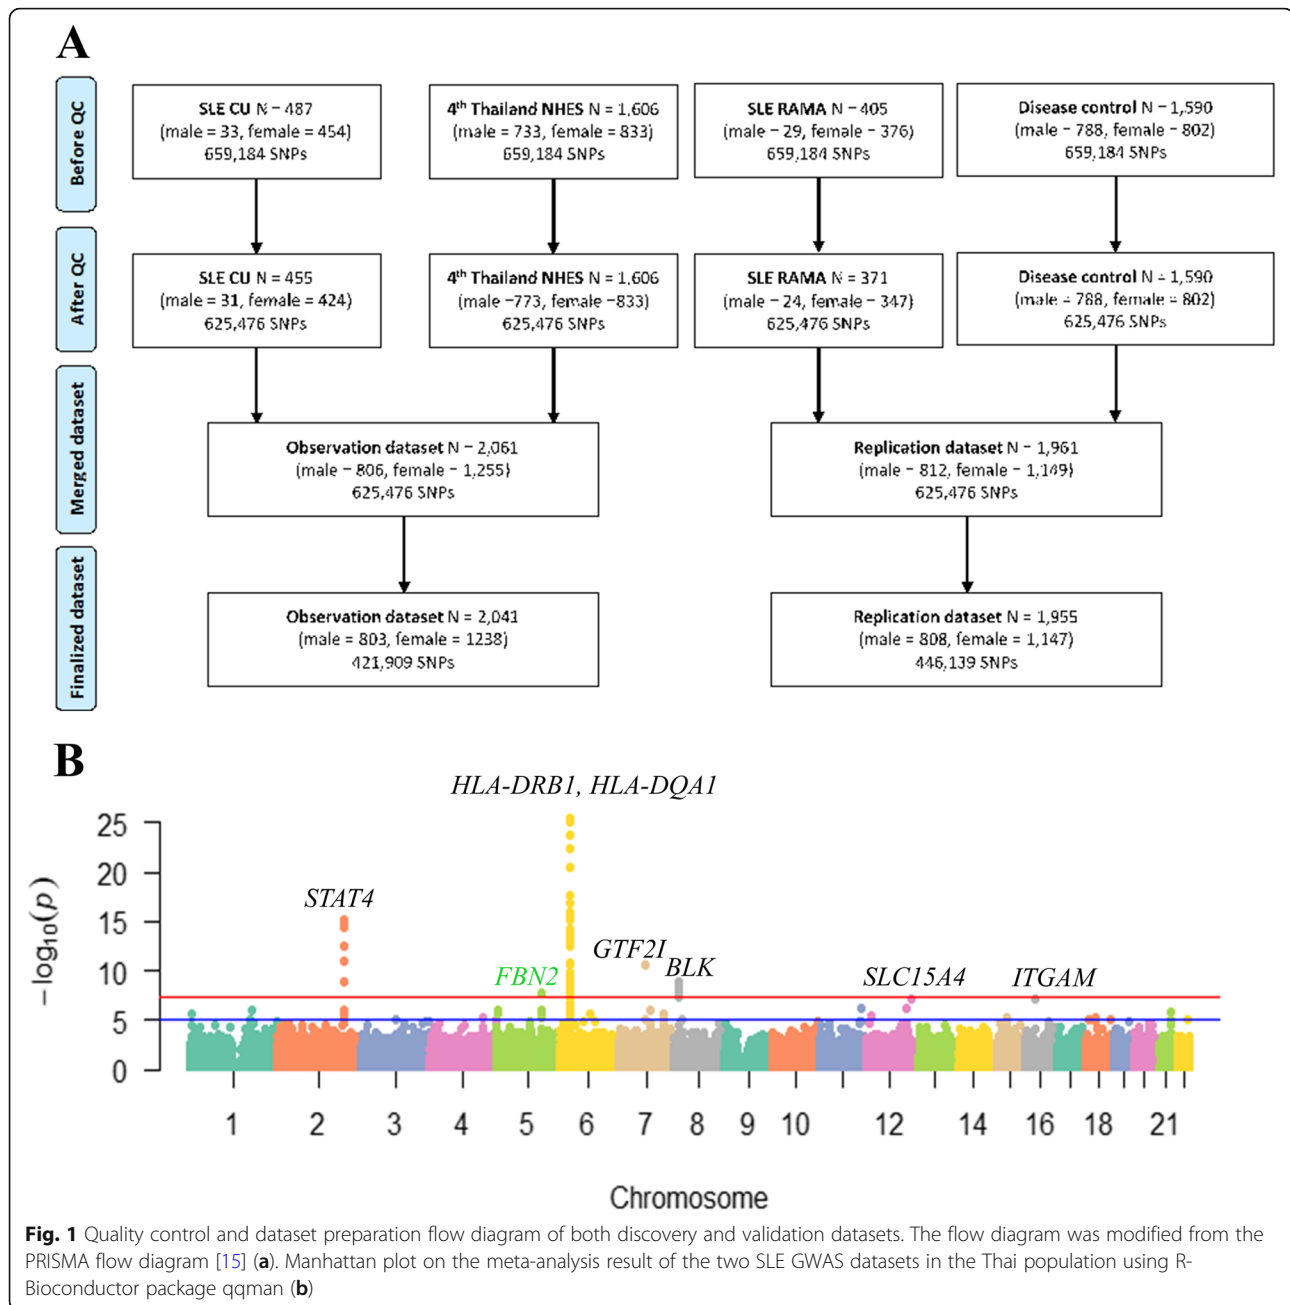 A
Before QC
SLE CU N = 487
(male = 33, female = 454)
659,184 SNPs
4th Thailand NHES N = 1,606
(male = 733, female = 833)
659,184 SNPs
SLE RAMA N = 405
(male = 29, female = 376)
659,184 SNPs
Disease control N = 1,590
(male = 788, female = 802)
659,184 SNPs
After QC
SLE CU N = 455
(male = 31, female = 424)
625,476 SNPs
4th Thailand NHES N = 1,606
(male =773, female =833)
625,476 SNPs
SLE RAMA N = 371
(male = 24, female = 347)
625,476 SNPs
Disease control N = 1,590
(male = 788, female = 802)
625,476 SNPs
Merged dataset
Observation dataset N = 2,061
(male = 806, female = 1,255)
625,476 SNPs
Replication dataset N = 1,961
(male = 812, female = 1,149)
625,476 SNPs
Finalized dataset
Observation dataset N = 2,041
(male = 803, female = 1238)
421,909 SNPs
Replication dataset N = 1,955
(male = 808, female = 1,147)
446,139 SNPs
B
HLA-DRB1, HLA-DQA1
STAT4
FBN2
GTF2I
BLK
SLC15A4
ITGAM
−log10(p)
25
20
15
10
5
0
1 2 3 4 5 6 7 8 9 10 12 14 16 18 21
Chromosome
Fig. 1 Quality control and dataset preparation flow diagram of both discovery and validation datasets. The flow diagram was modified from the
PRISMA flow diagram [15] (a). Manhattan plot on the meta-analysis result of the two SLE GWAS datasets in the Thai population using R-
Bioconductor package qqman (b)